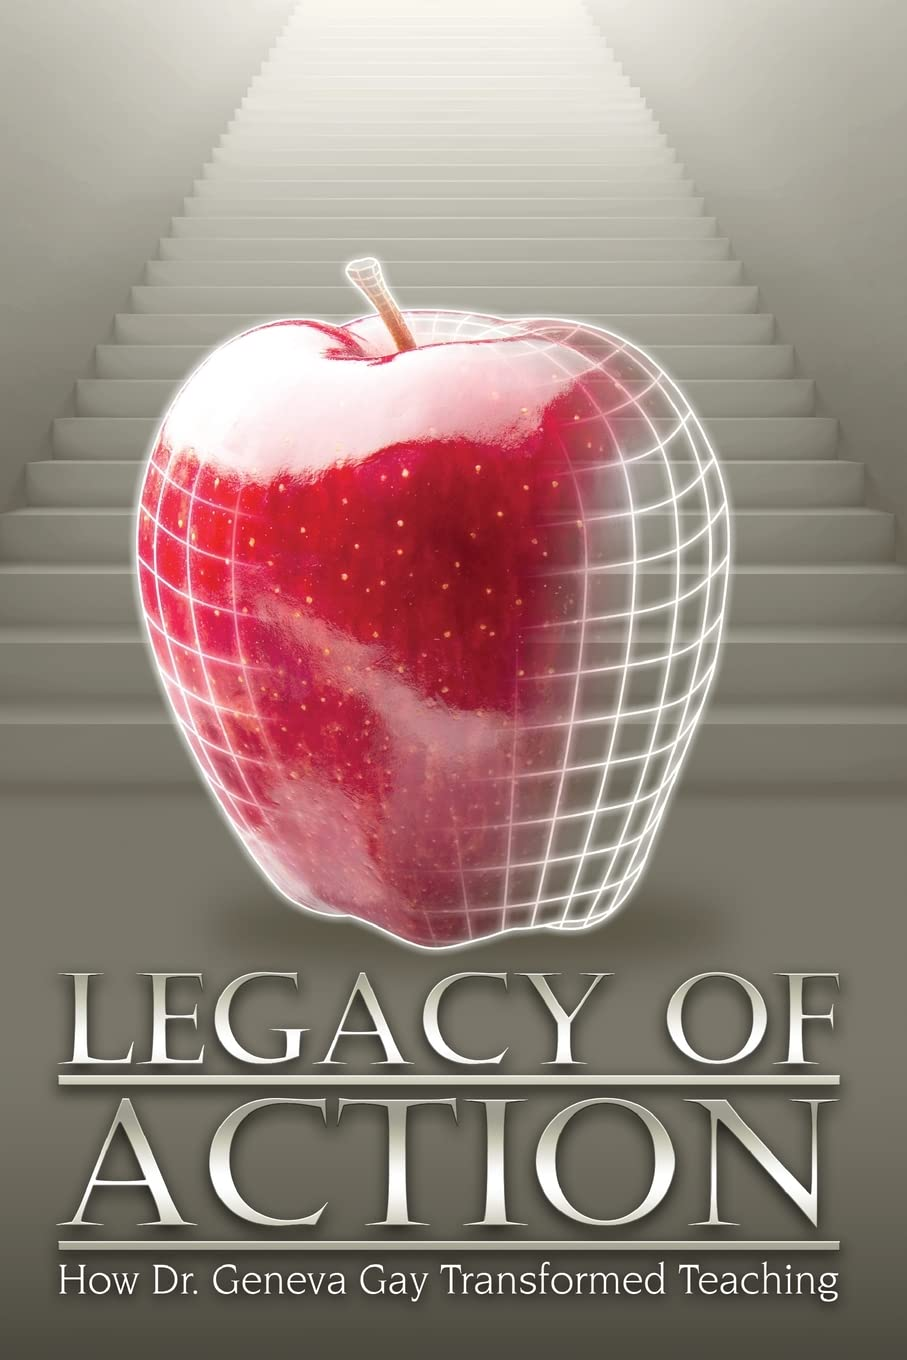 LEGACY OF
ACTION
How Dr. Geneva Gay Transformed Teaching